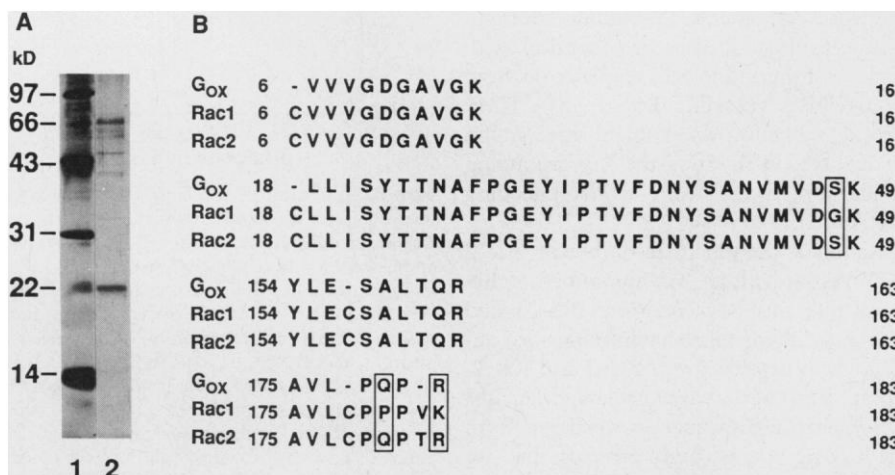 A
kD
97
66
43
31
22
14
1 2
B
GOX 6 - V V V G D G A V G K 16
Rac1 6 C V V V G D G A V G K 16
Rac2 6 C V V V G D G A V G K 16
GOX 18 - L L I S Y T T N A F P G E Y I P T V F D N Y S A N V M V D S K 49
Rac1 18 C L L I S Y T T N A F P G E Y I P T V F D N Y S A N V M V D G K 49
Rac2 18 C L L I S Y T T N A F P G E Y I P T V F D N Y S A N V M V D S K 49
GOX 154 Y L E - S A L T Q R 163
Rac1 154 Y L E C S A L T Q R 163
Rac2 154 Y L E C S A L T Q R 163
GOX 175 A V L - P Q P - R 183
Rac1 175 A V L C P P P V K 183
Rac2 175 A V L C P Q P T R 183